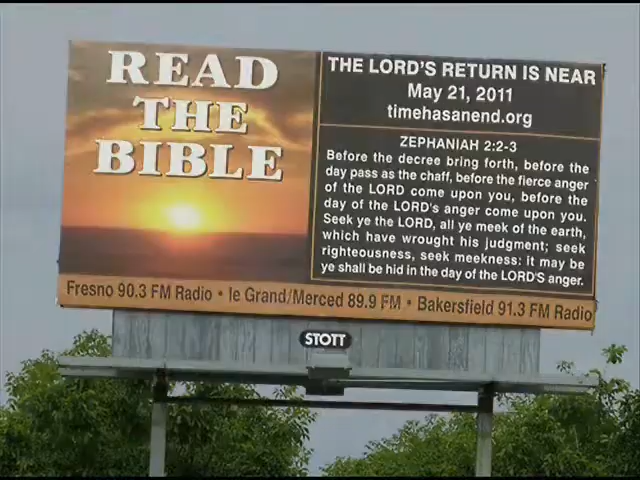 READ
THE
BIBLE
THE LORD'S RETURN IS NEAR
May 21, 2011
timehasanend.org
ZEPHANIAH 2:2-3
Before the decree bring forth, before the
day pass as the chaff, before the fierce anger
of the LORD come upon you, before the
day of the LORD'S anger come upon you.
Seek ye the LORD, all ye meek of the earth,
which have wrought his judgment; seek
righteousness, seek meekness: it may be
ye shall be hid in the day of the LORD'S anger.
Fresno 90.3 FM Radio • le Grand/Merced 89.9 FM • Bakersfield 91.3 FM Radio
STOTT